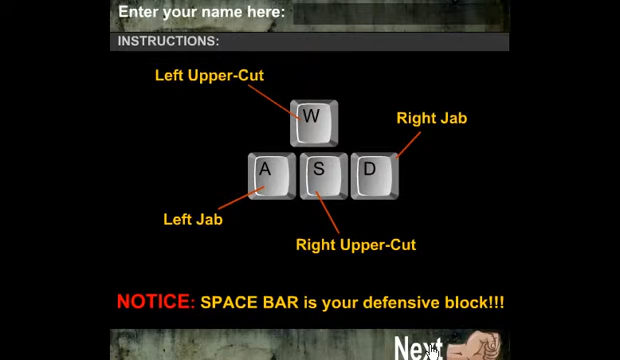 Enter your name here:
INSTRUCTIONS:
Left Upper-Cut
W
Right Jab
A S D
Left Jab
Right Upper-Cut
NOTICE: SPACE BAR is your defensive block!!!
Next